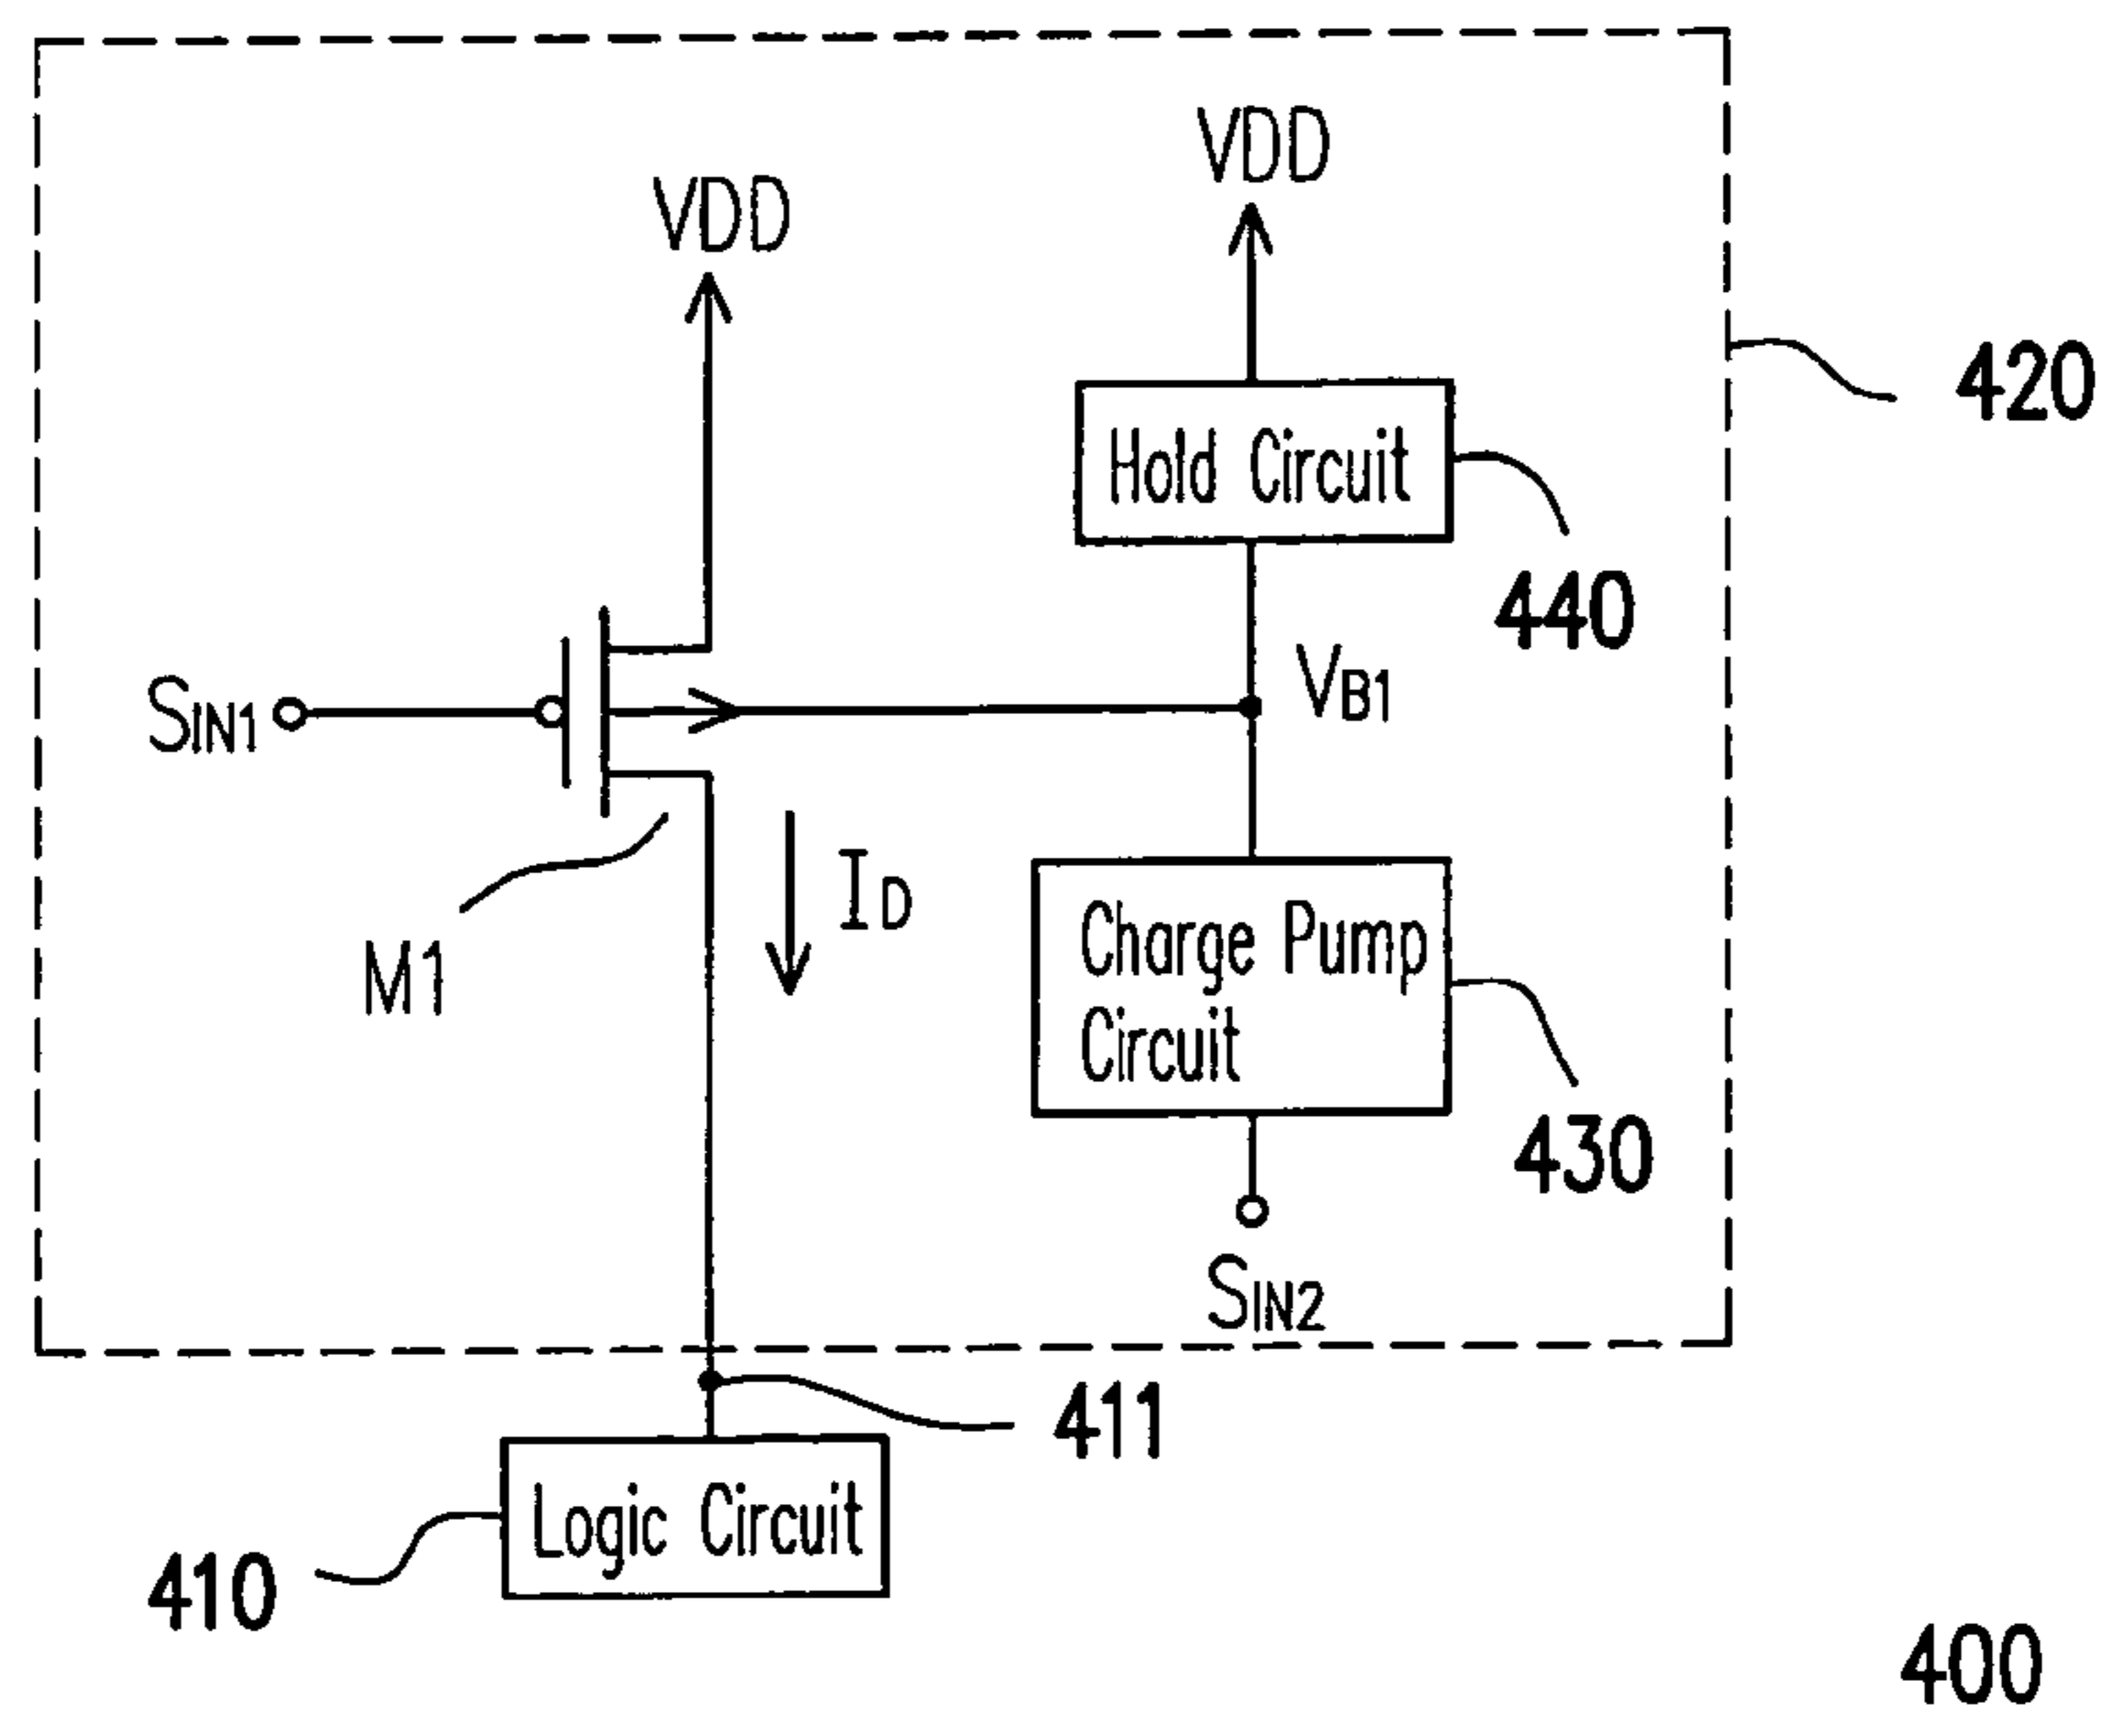 VDD
VDD
420
Hold Circuit
440
SIN1
VB1
M1
ID
Charge Pump
Circuit
430
SIN2
411
Logic Circuit
410
400